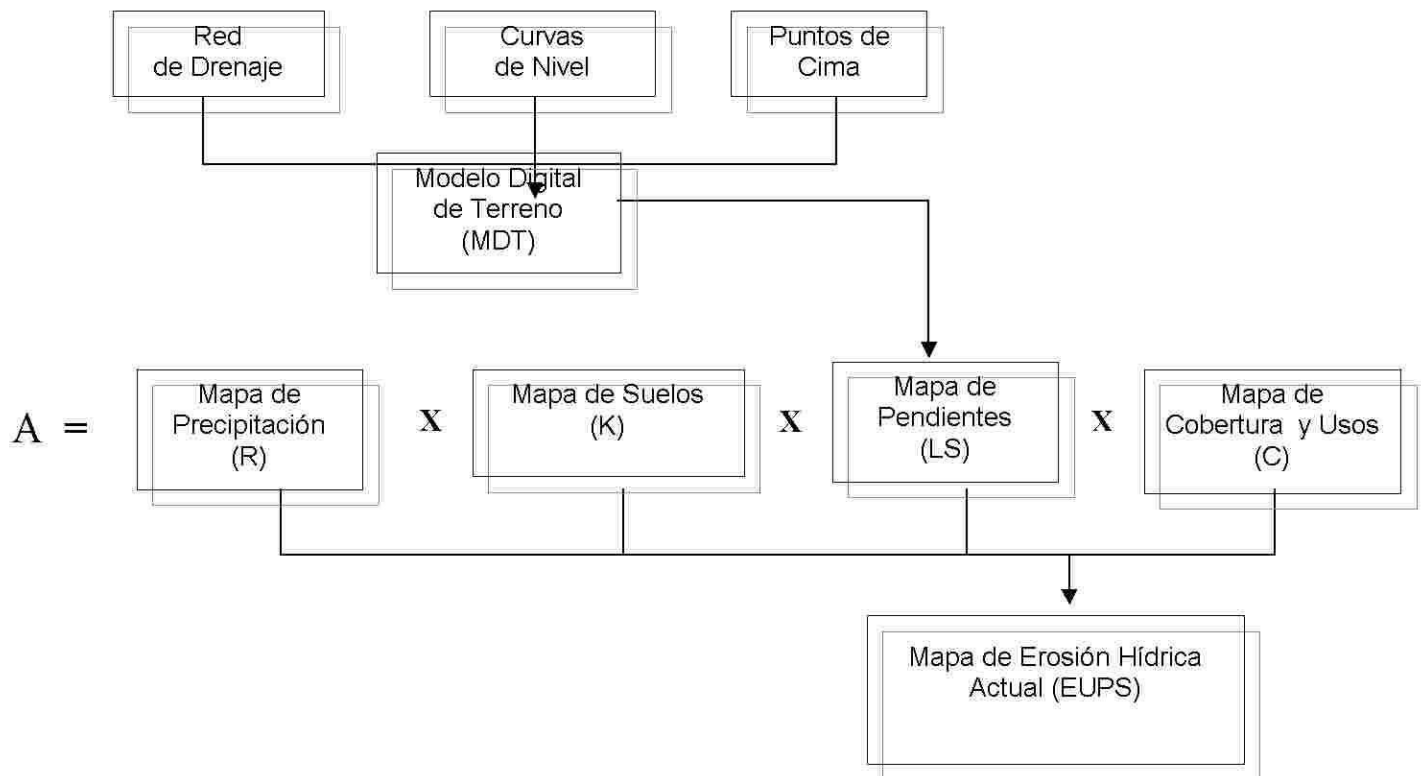 Red
de Drenaje
Curvas
de Nivel
Puntos de
Cima
Modelo Digital
de Terreno
(MDT)
A =
Mapa de
Precipitación
(R)
X
Mapa de Suelos
(K)
X
Mapa de
Pendientes
(LS)
X
Mapa de
Cobertura y Usos
(C)
Mapa de Erosión Hídrica
Actual (EUPS)